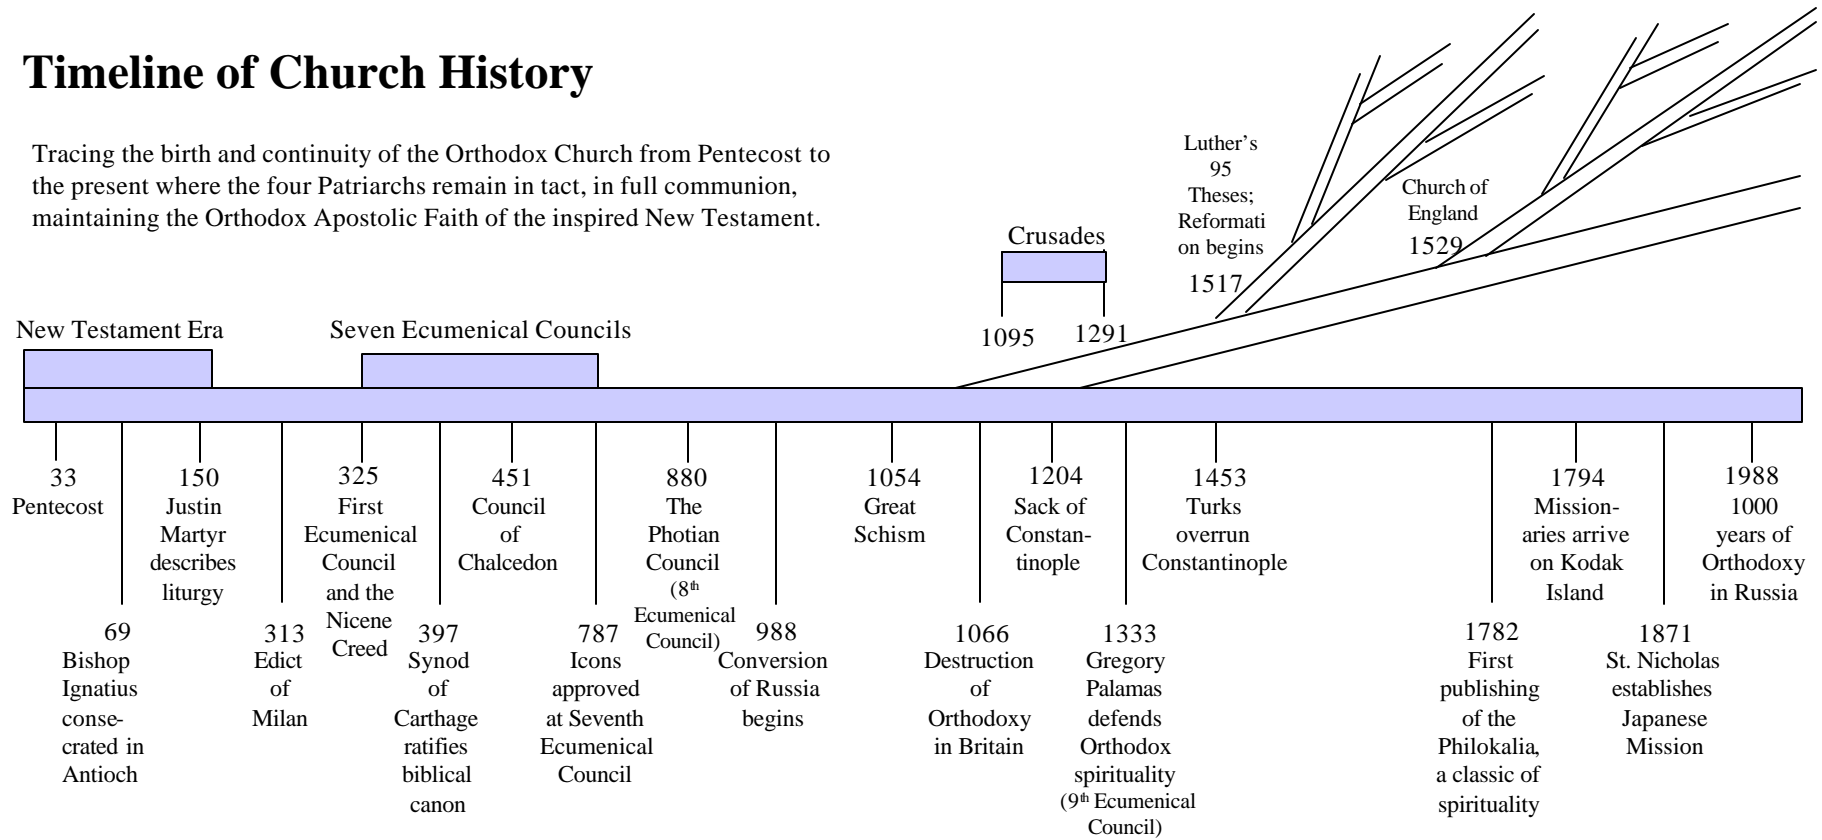 Timeline of Church History
Tracing the birth and continuity of the Orthodox Church from Pentecost to
the present where the four Patriarchs remain in tact, in full communion,
maintaining the Orthodox Apostolic Faith of the inspired New Testament.
Luther's
95
Theses;
Reformati
on begins
1517
Church of
England
1529
Crusades
1095
1291
New Testament Era
Seven Ecumenical Councils
33
Pentecost
69
Bishop
Ignatius
conse-
crated in
Antioch
150
Justin
Martyr
describes
liturgy
313
Edict
of
Milan
325
First
Ecumenical
Council
and the
Nicene
Creed
397
Synod
of
Carthage
ratifies
biblical
canon
451
Council
of
Chalcedon
787
Icons
approved
at Seventh
Ecumenical
Council
880
The
Photian
Council
(8th
Ecumenical
Council)
988
Conversion
of Russia
begins
1054
Great
Schism
1066
Destruction
of
Orthodoxy
in Britain
1204
Sack of
Constan-
tinople
1333
Gregory
Palamas
defends
Orthodox
spirituality
(9th Ecumenical
Council)
1453
Turks
overrun
Constantinople
1782
First
publishing
of the
Philokalia,
a classic of
spirituality
1794
Mission-
aries arrive
on Kodak
Island
1871
St. Nicholas
establishes
Japanese
Mission
1988
1000
years of
Orthodoxy
in Russia